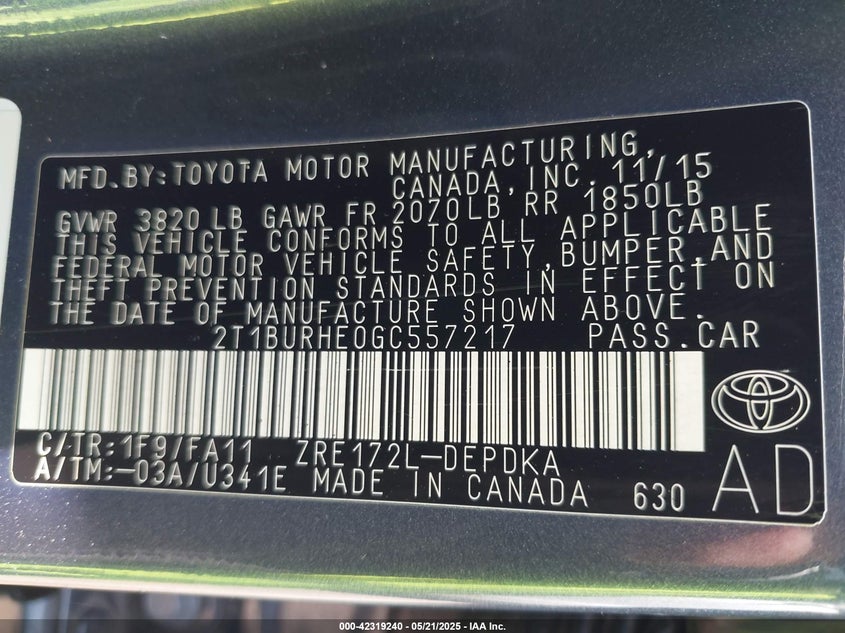 MFD. BY: TOYOTA MOTOR MANUFACTURING,
CANADA, INC. 11/15
GVWR 3820 LB GAWR FR 2070LB RR 1850LB
THIS VEHICLE CONFORMS TO ALL APPLICABLE
FEDERAL MOTOR VEHICLE SAFETY, BUMPER, AND
THEFT PREVENTION STANDARDS IN EFFECT ON
THE DATE OF MANUFACTURE SHOWN ABOVE.
2T1BURHE0GC557217 PASS. CAR
C/TR: 1F9/FA11 ZRE172L-DEPDKA
A/TM: -03A/U341E MADE IN CANADA 630 AD
000-42319240 - 05/21/2025 - IAA Inc.